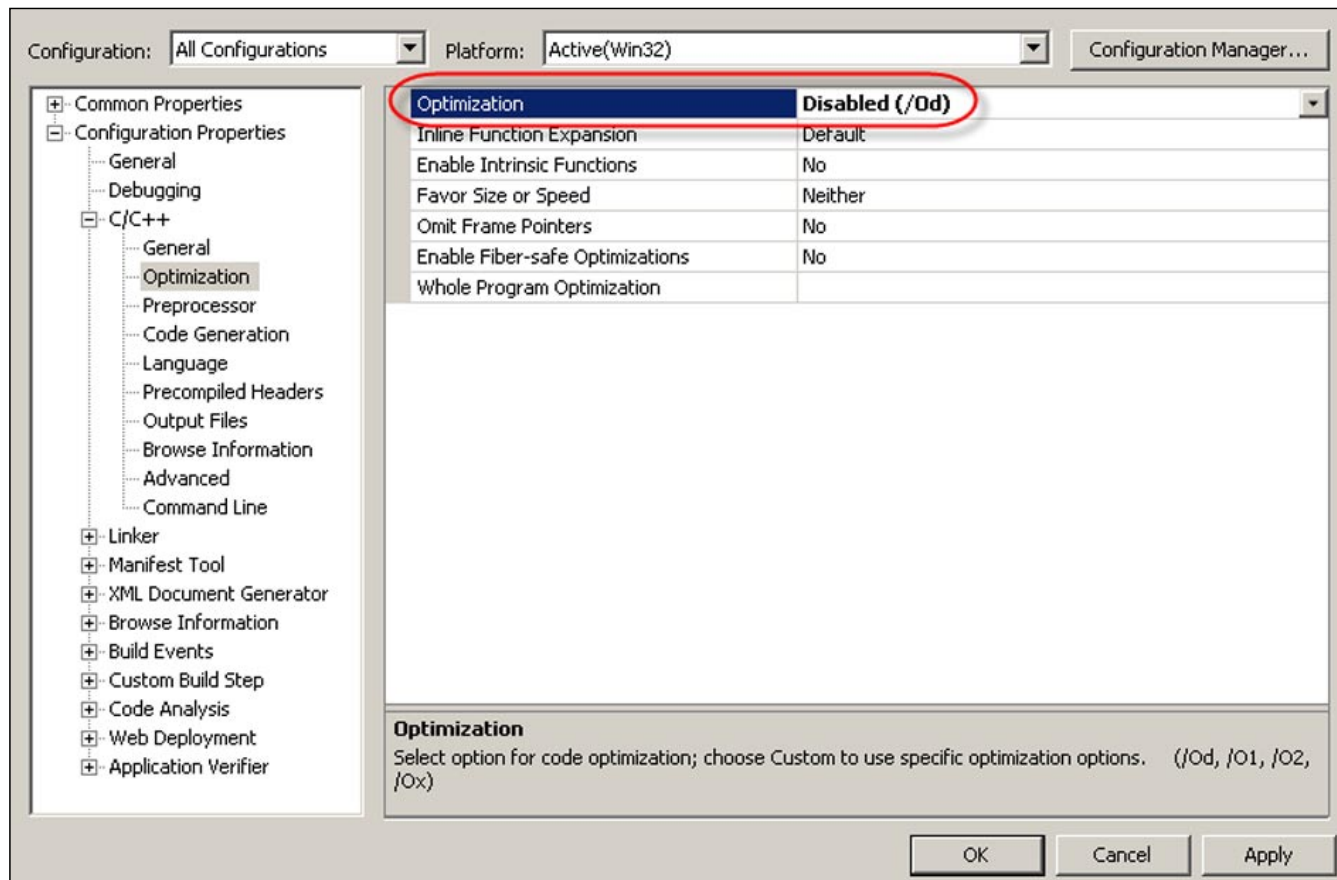 Configuration: All Configurations Platform: Active(Win32) Configuration Manager...
Common Properties
Configuration Properties
General
Debugging
C/C++
General
Optimization
Preprocessor
Code Generation
Language
Precompiled Headers
Output Files
Browse Information
Advanced
Command Line
Linker
Manifest Tool
XML Document Generator
Browse Information
Build Events
Custom Build Step
Code Analysis
Web Deployment
Application Verifier
Optimization Disabled (/Od)
Inline Function Expansion Default
Enable Intrinsic Functions No
Favor Size or Speed Neither
Omit Frame Pointers No
Enable Fiber-safe Optimizations No
Whole Program Optimization
Optimization
Select option for code optimization; choose Custom to use specific optimization options. (/Od, /O1, /O2,
/Ox)
OK Cancel Apply